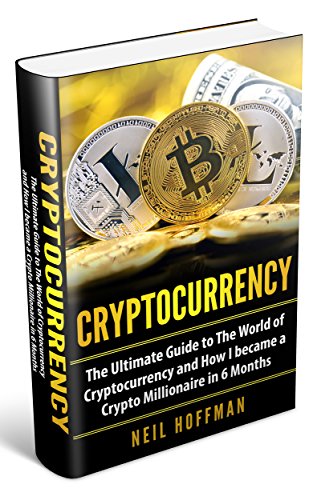 CRYPTOCURRENCY
The Ultimate Guide to The World of Cryptocurrency
and How I became a Crypto Millionaire in 6 Months
CRYPTOCURRENCY
The Ultimate Guide to The World of
Cryptocurrency and How I became a
Crypto Millionaire in 6 Months
NEIL HOFFMAN